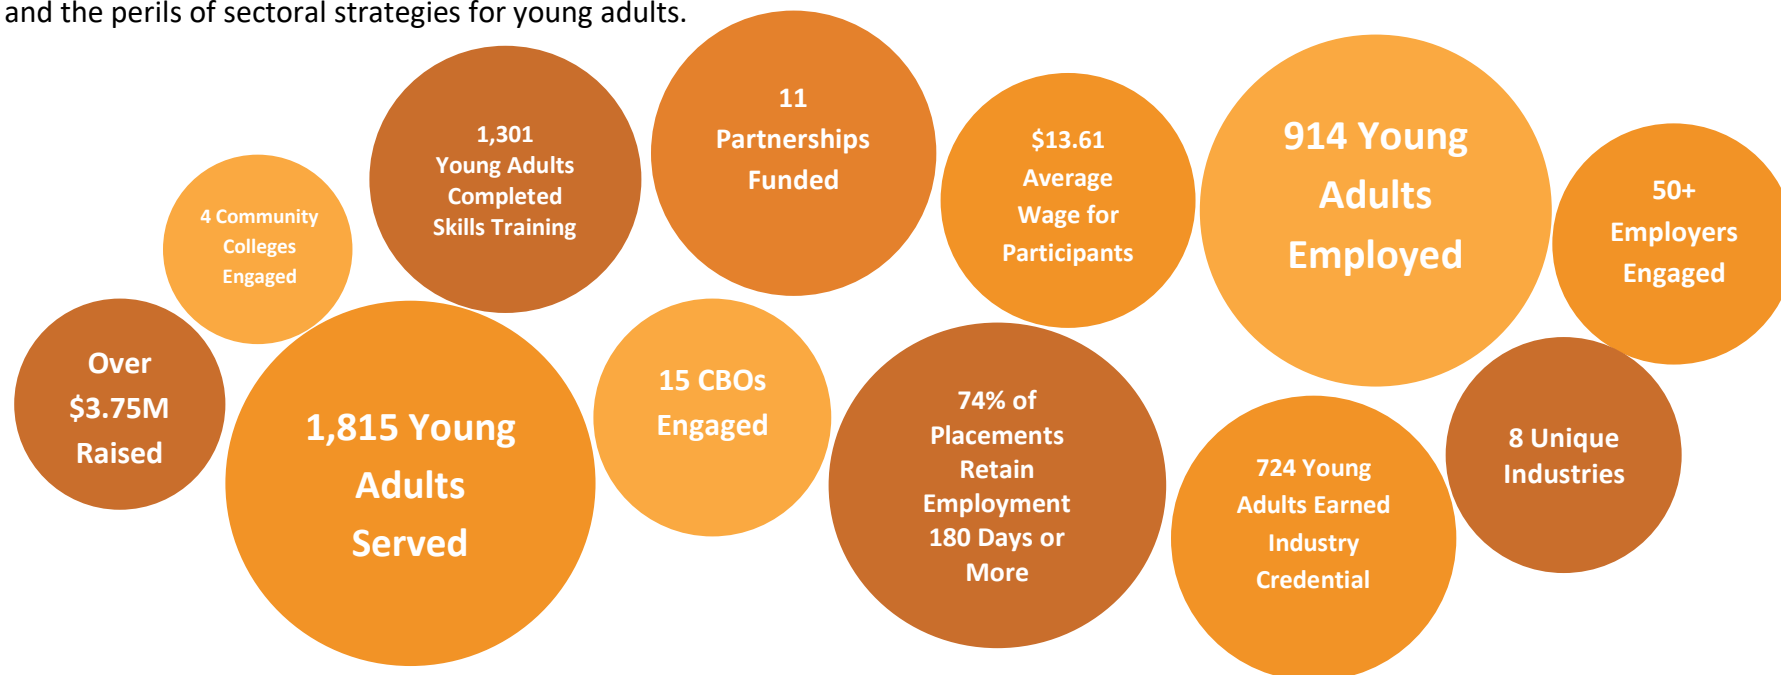 and the perils of sectoral strategies for young adults.
4 Community
Colleges
Engaged
1,301
Young Adults
Completed
Skills Training
11
Partnerships
Funded
$13.61
Average
Wage for
Participants
914 Young
Adults
Employed
50+
Employers
Engaged
Over
$3.75M
Raised
1,815 Young
Adults
Served
15 CBOs
Engaged
74% of
Placements
Retain
Employment
180 Days or
More
724 Young
Adults Earned
Industry
Credential
8 Unique
Industries